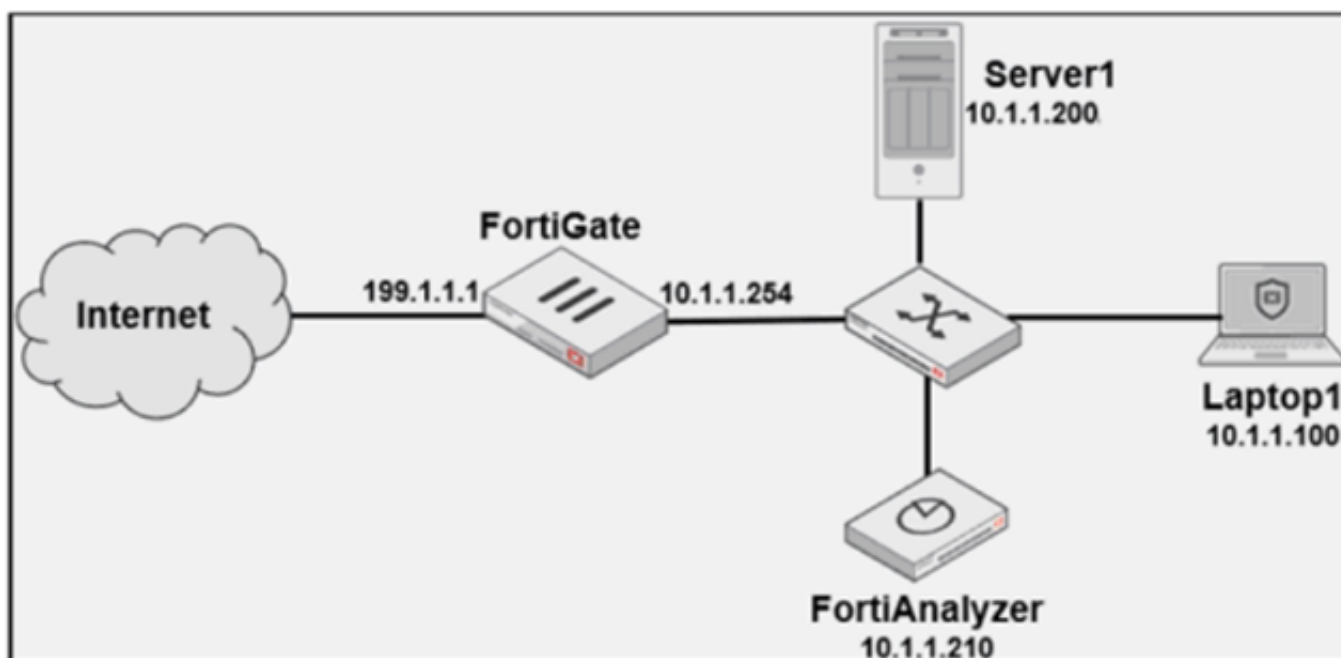 Server1
10.1.1.200
FortiGate
199.1.1.1
10.1.1.254
Internet
Laptop1
10.1.1.100
FortiAnalyzer
10.1.1.210